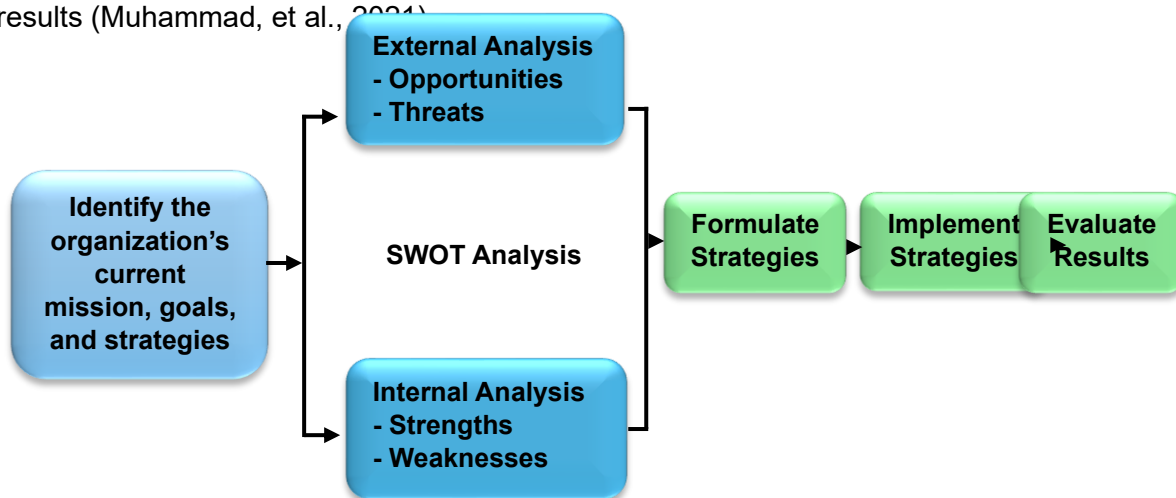 results (Muhammad, et al., 2021)
External Analysis
- Opportunities
- Threats
Identify the
organization’s
current
mission, goals,
and strategies
SWOT Analysis
Internal Analysis
- Strengths
- Weaknesses
Formulate
Strategies
Implement
Strategies
Evaluate
Results